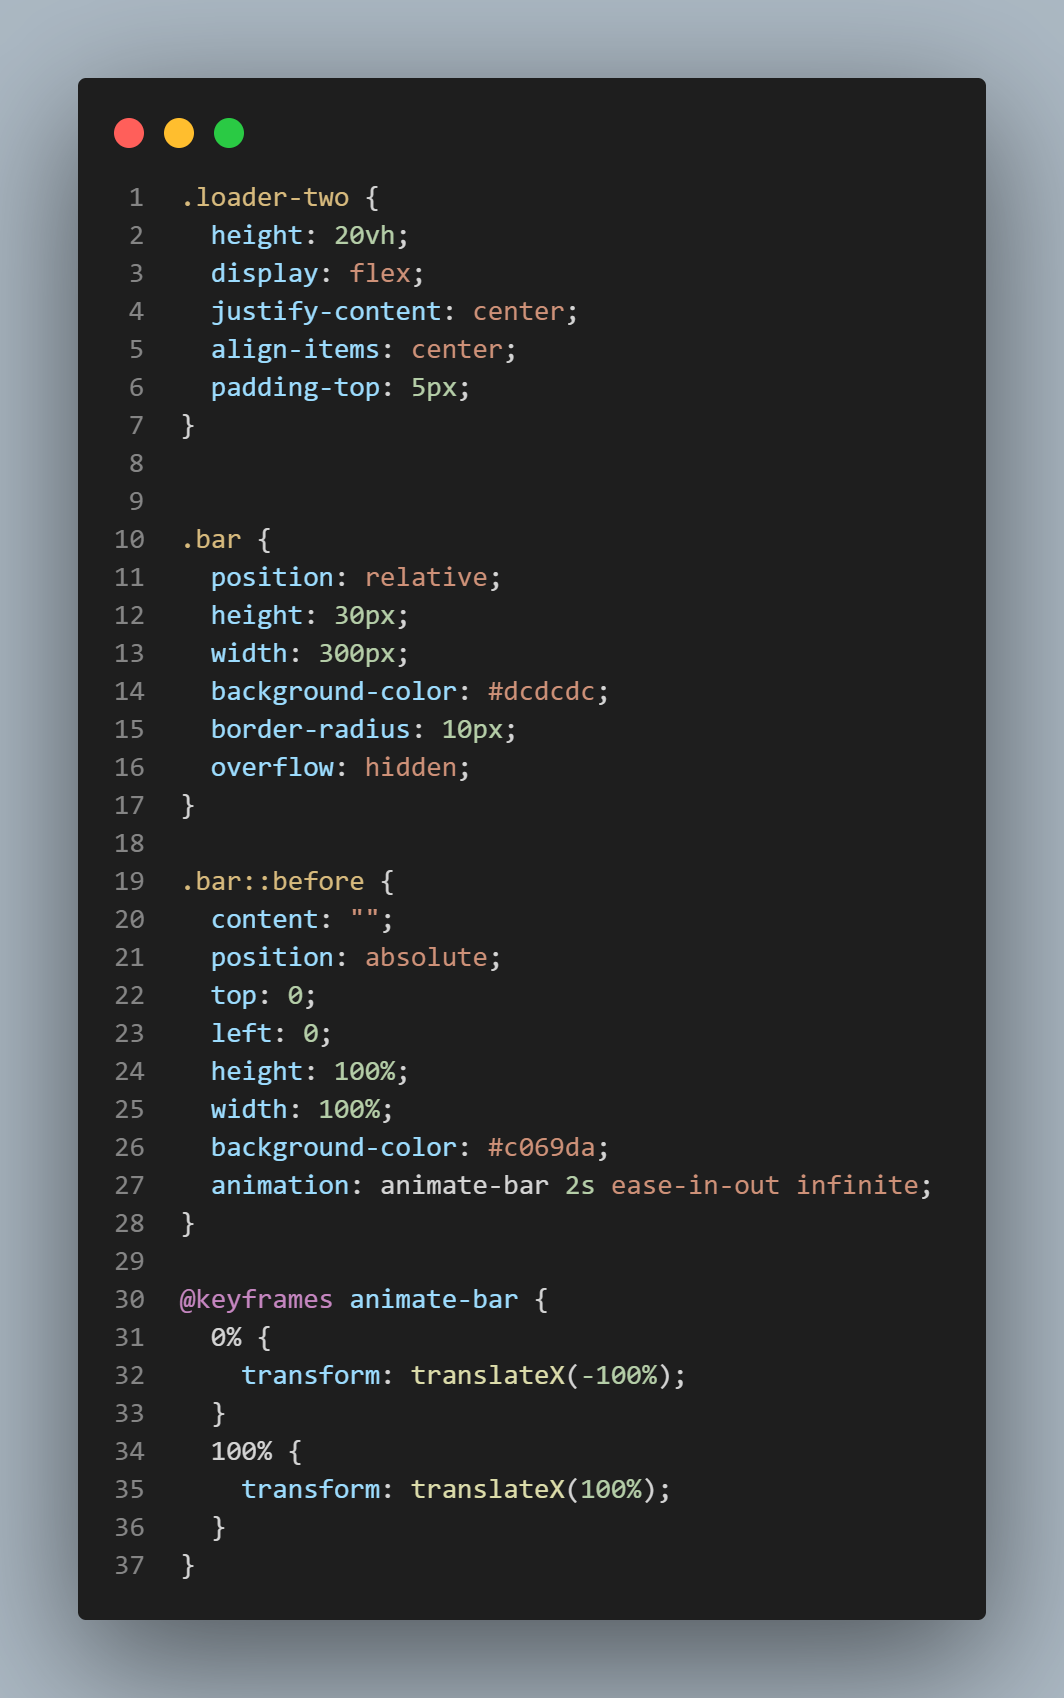 1 .loader-two {
2   height: 20vh;
3   display: flex;
4   justify-content: center;
5   align-items: center;
6   padding-top: 5px;
7 }
8
9
10 .bar {
11   position: relative;
12   height: 30px;
13   width: 300px;
14   background-color: #dcdcdc;
15   border-radius: 10px;
16   overflow: hidden;
17 }
18
19 .bar::before {
20   content: "";
21   position: absolute;
22   top: 0;
23   left: 0;
24   height: 100%;
25   width: 100%;
26   background-color: #c069da;
27   animation: animate-bar 2s ease-in-out infinite;
28 }
29
30 @keyframes animate-bar {
31   0% {
32     transform: translateX(-100%);
33   }
34   100% {
35     transform: translateX(100%);
36   }
37 }